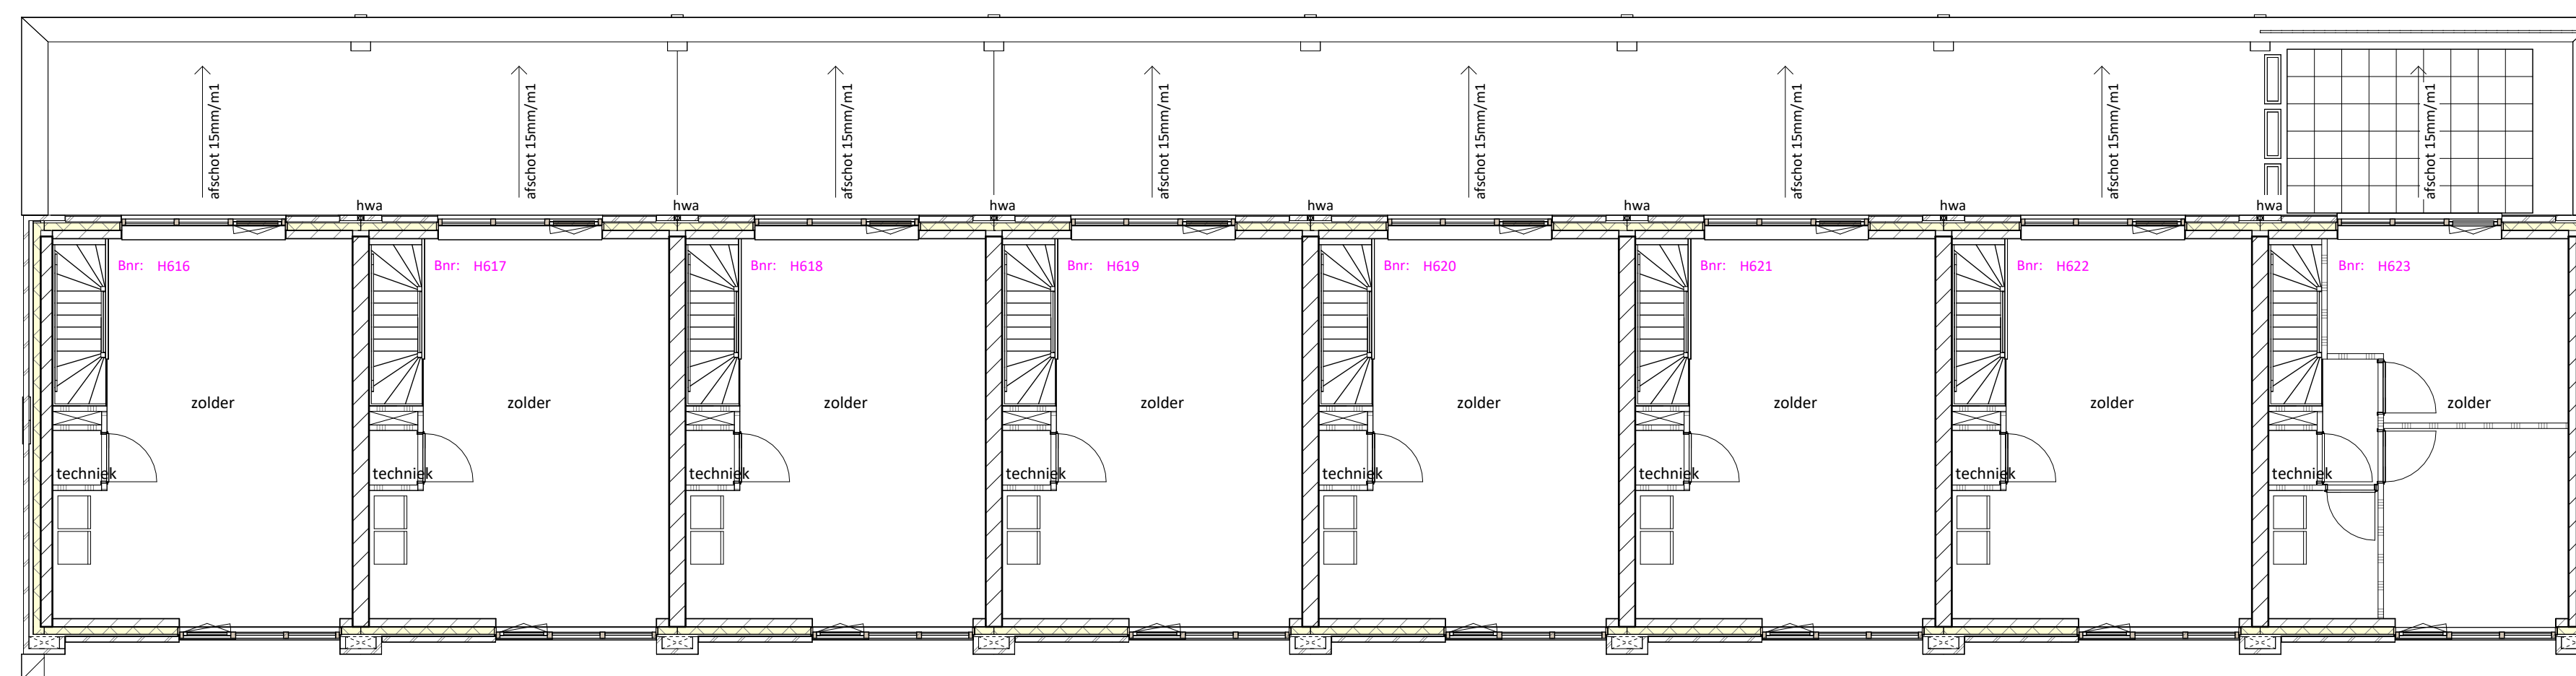 afschot 15mm/m1
afschot 15mm/m1
afschot 15mm/m1
afschot 15mm/m1
afschot 15mm/m1
afschot 15mm/m1
afschot 15mm/m1
afschot 15mm/m1
hwa
hwa
hwa
hwa
hwa
hwa
hwa
Bnr: H616
Bnr: H617
Bnr: H618
Bnr: H619
Bnr: H620
Bnr: H621
Bnr: H622
Bnr: H623
zolder
zolder
zolder
zolder
zolder
zolder
zolder
zolder
techniek
techniek
techniek
techniek
techniek
techniek
techniek
techniek